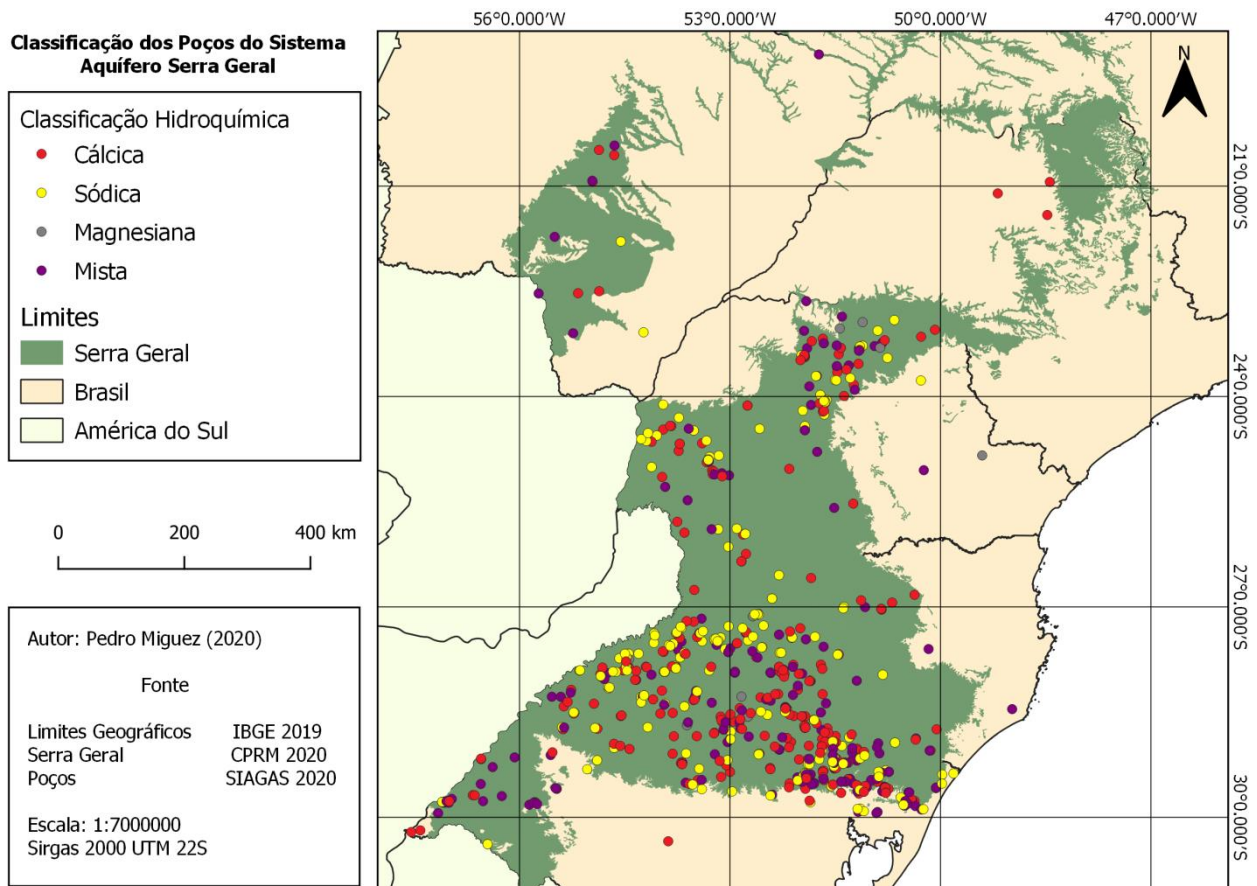 Classificação dos Poços do Sistema
Aquífero Serra Geral
Classificação Hidroquímica
Cálcica
Sódica
Magnesiana
Mista
Limites
Serra Geral
Brasil
América do Sul
0 200 400 km
Autor: Pedro Miguez (2020)
Fonte
Limites Geográficos IBGE 2019
Serra Geral CPRM 2020
Poços SIAGAS 2020
Escala: 1:7000000
Sirgas 2000 UTM 22S
56°0.000'W 53°0.000'W 50°0.000'W 47°0.000'W
N
21°0.000'S
24°0.000'S
27°0.000'S
30°0.000'S